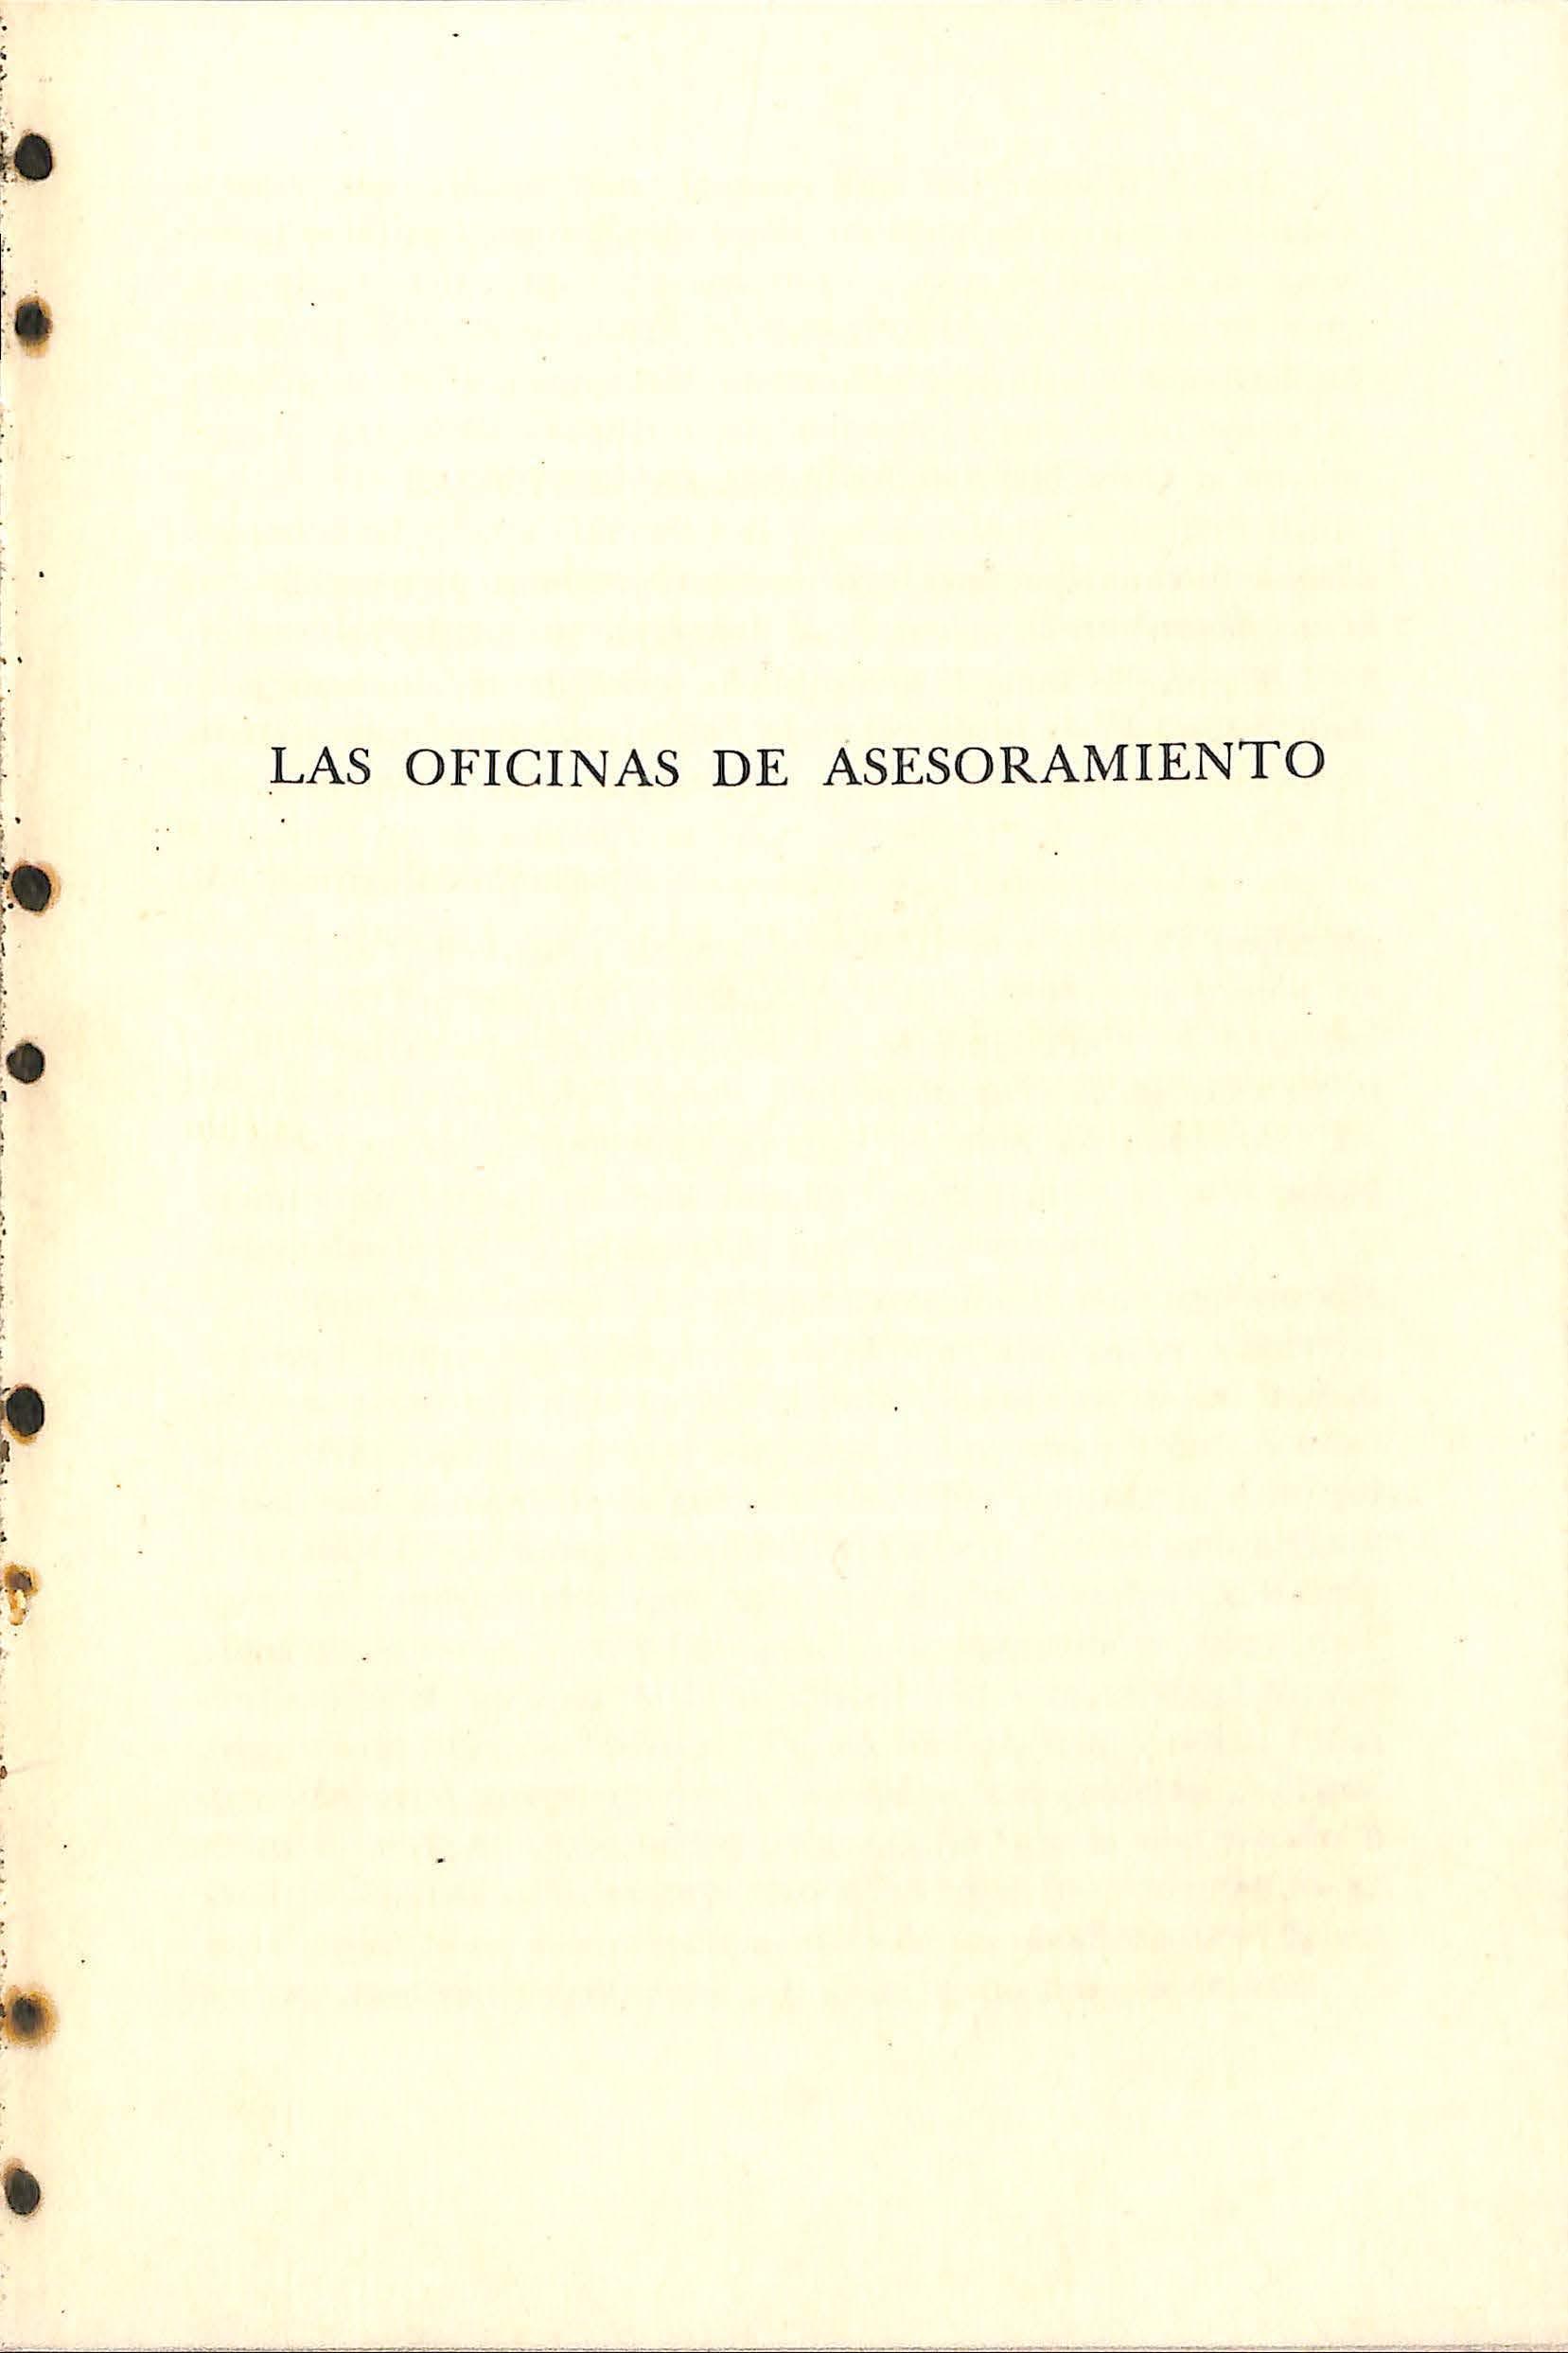 LAS OFICINAS DE ASESORAMIENTO